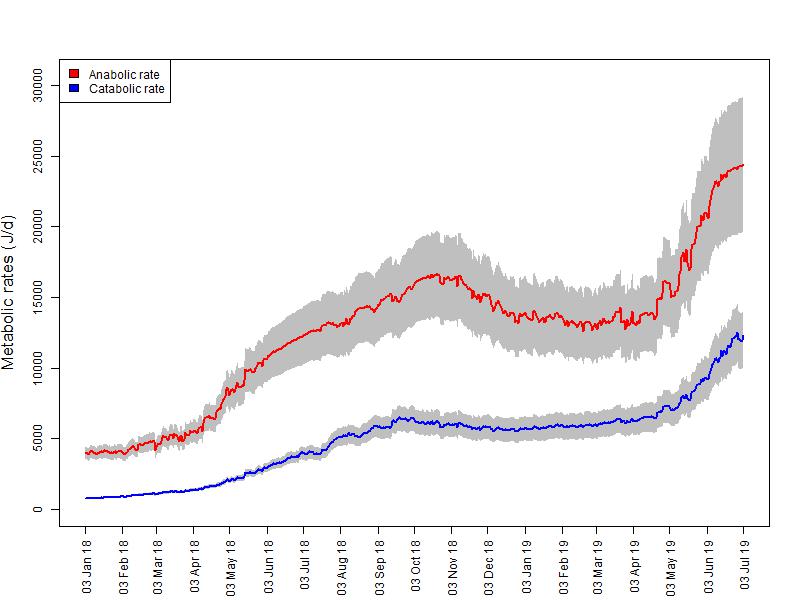 Anabolic rate
Catabolic rate
Metabolic rates (J/d)
30000
25000
20000
15000
10000
5000
0
03 Jan 18
03 Feb 18
03 Mar 18
03 Apr 18
03 May 18
03 Jun 18
03 Jul 18
03 Aug 18
03 Sep 18
03 Oct 18
03 Nov 18
03 Dec 18
03 Jan 19
03 Feb 19
03 Mar 19
03 Apr 19
03 May 19
03 Jun 19
03 Jul 19